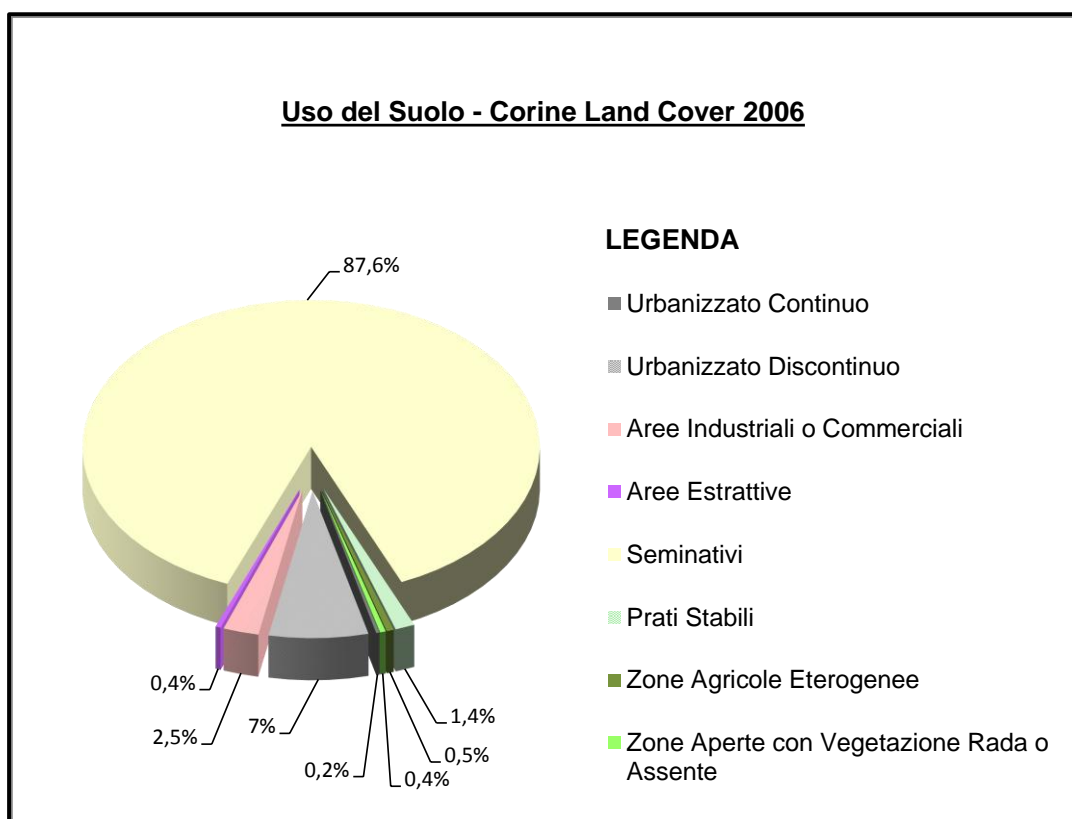 Uso del Suolo - Corine Land Cover 2006
LEGENDA
87,6%
Urbanizzato Continuo
Urbanizzato Discontinuo
Aree Industriali o Commerciali
Aree Estrattive
Seminativi
Prati Stabili
Zone Agricole Eterogenee
Zone Aperte con Vegetazione Rada o
Assente
0,4%
2,5%
7%
0,2%
0,4%
0,5%
1,4%